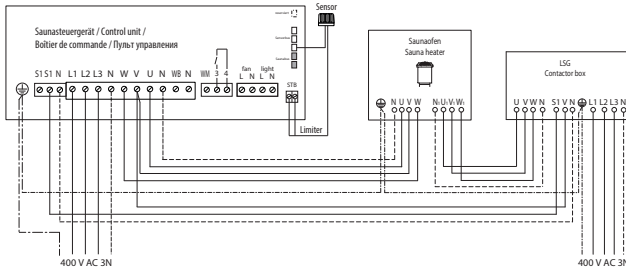 Sensor
Saunasteuergerät / Control unit /
Boîtier de commande / Пульт управления
S1 S1 N L1 L2 L3 N W V U N WB N
WM 3 4
fan light
L N L N
STB
Limiter
Saunaofen
Sauna heater
N U V W N1 U1 V1 W1
LSG
Contactor box
U V W N S1 V N L1 L2 L3 N
400 V AC 3N
400 V AC 3N